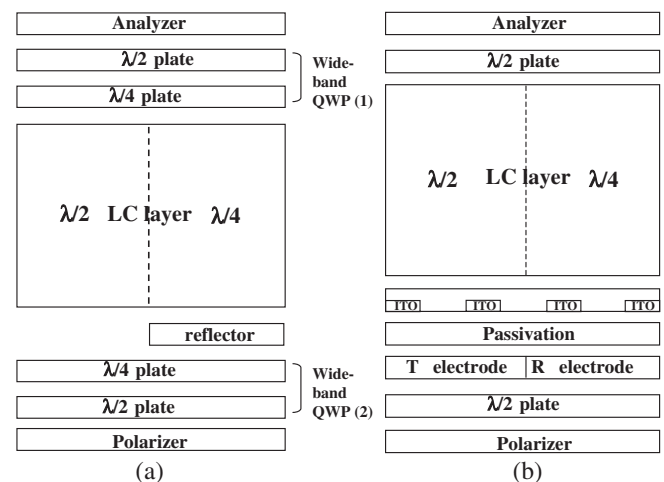 Analyzer
λ/2 plate
λ/4 plate
Wide-
band
QWP (1)
λ/2 LC layer λ/4
reflector
λ/4 plate
λ/2 plate
Wide-
band
QWP (2)
Polarizer
(a)
Analyzer
λ/2 plate
λ/2 LC layer λ/4
ITO ITO ITO ITO
Passivation
T electrode R electrode
λ/2 plate
Polarizer
(b)